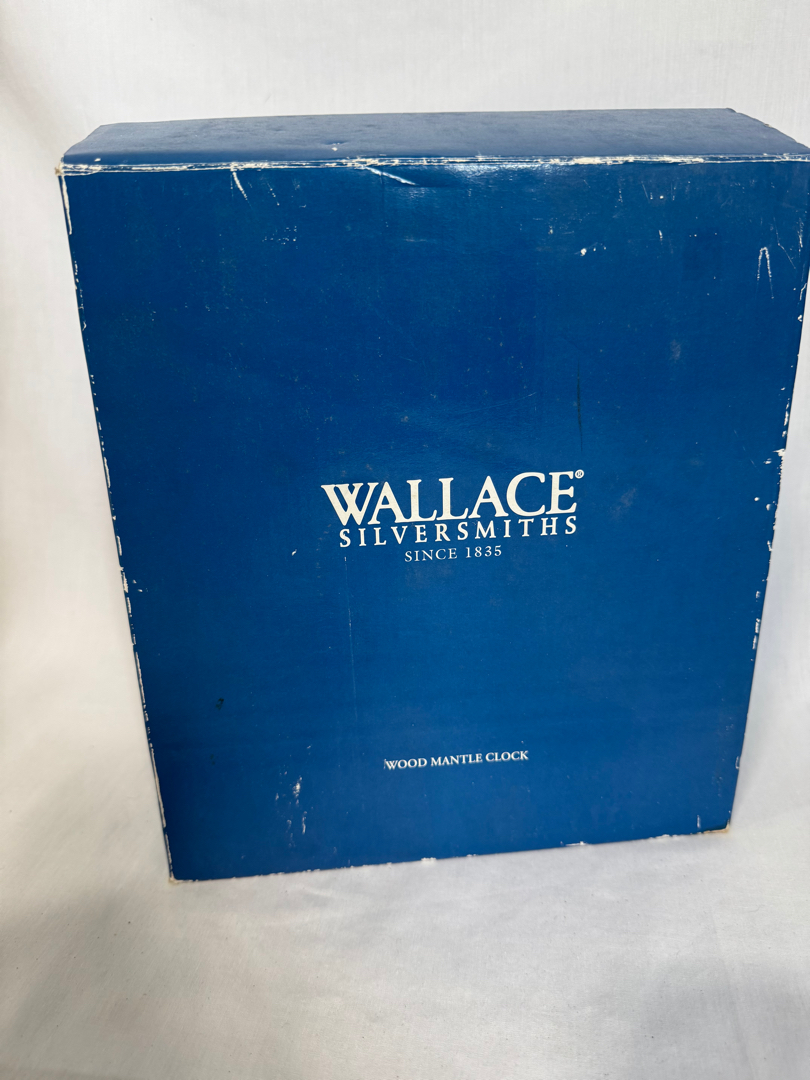 WALLACE®
SILVERSMITHS
SINCE 1835
WOOD MANTLE CLOCK